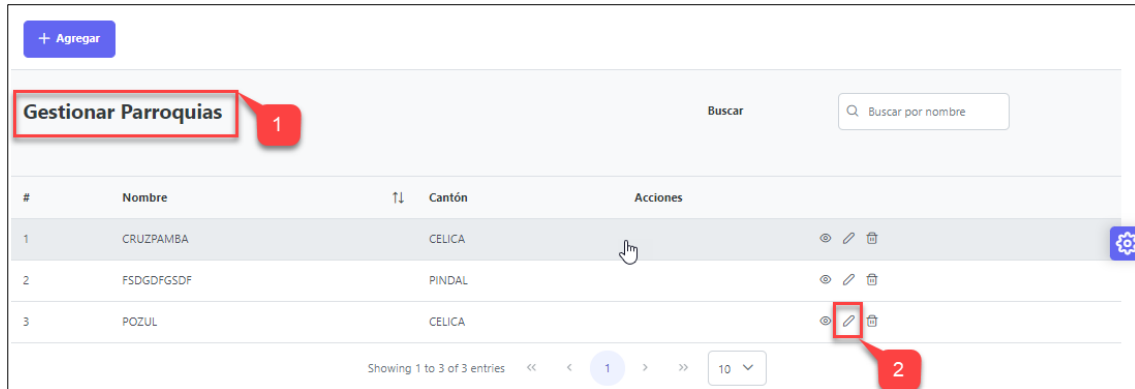 + Agregar
Gestionar Parroquias
1
Buscar
Buscar por nombre
# Nombre Cantón Acciones
1 CRUZPAMBA CELICA
2 FSDGDFGSDF PINDAL
3 POZUL CELICA
Showing 1 to 3 of 3 entries << < 1 > >> 10
2